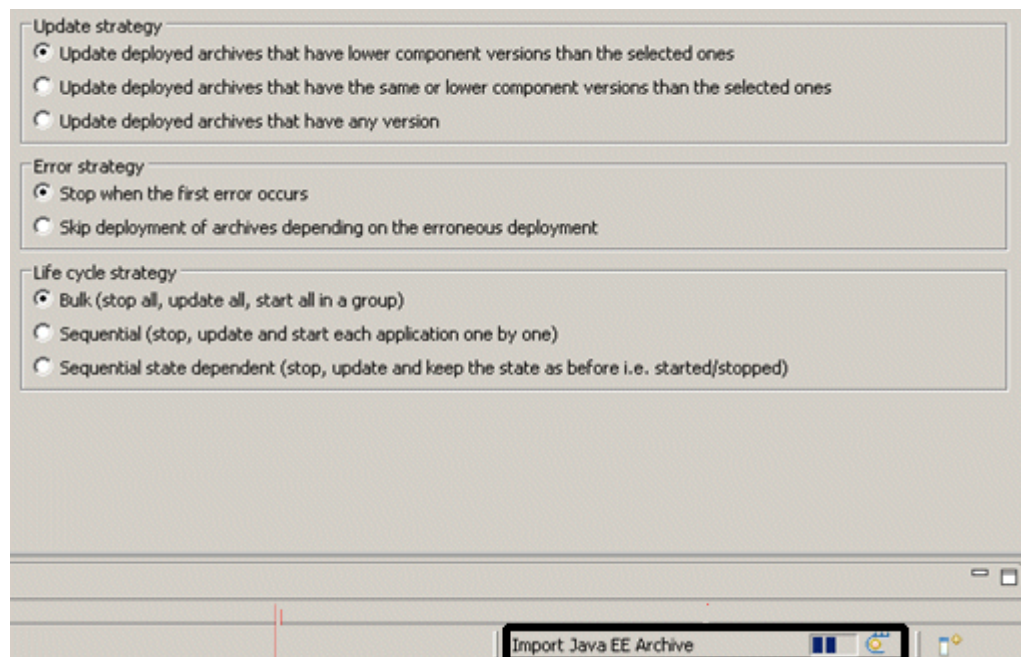 Update strategy
Update deployed archives that have lower component versions than the selected ones
Update deployed archives that have the same or lower component versions than the selected ones
Update deployed archives that have any version
Error strategy
Stop when the first error occurs
Skip deployment of archives depending on the erroneous deployment
Life cycle strategy
Bulk (stop all, update all, start all in a group)
Sequential (stop, update and start each application one by one)
Sequential state dependent (stop, update and keep the state as before i.e. started/stopped)
Import Java EE Archive